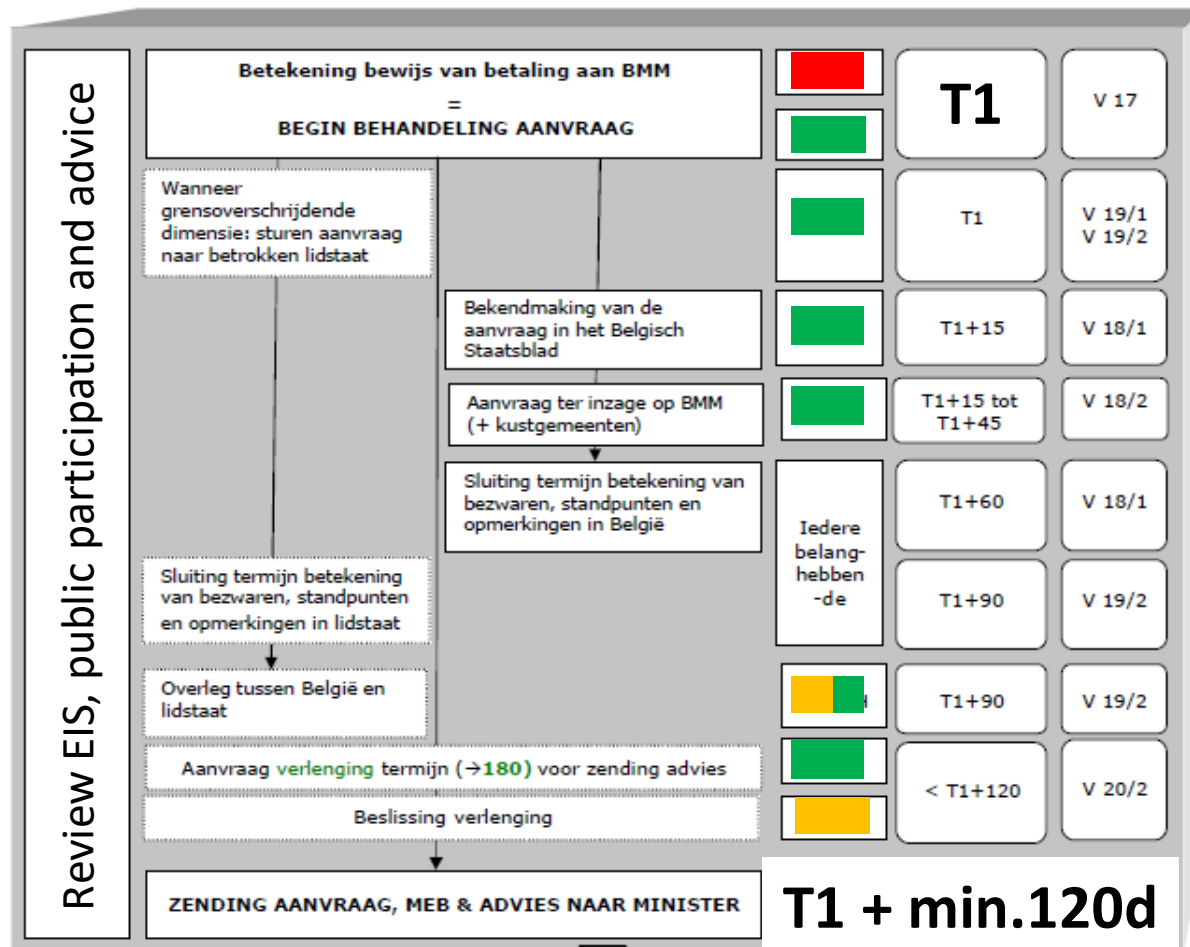 Review EIS, public participation and advice
Betekening bewijs van betaling aan BMM
=
BEGIN BEHANDELING AANVRAAG
T1
V 17
Wanneer
grensoverschrijdende
dimensie: sturen aanvraag
naar betrokken lidstaat
T1
V 19/1
V 19/2
Bekendmaking van de
aanvraag in het Belgisch
Staatsblad
T1+15
V 18/1
Aanvraag ter inzage op BMM
(+ kustgemeenten)
T1+15 tot
T1+45
V 18/2
Sluiting termijn betekening van
bezwaren, standpunten en
opmerkingen in België
Iedere
belang-
hebben
-de
T1+60
V 18/1
Sluiting termijn betekening
van bezwaren, standpunten
en opmerkingen in lidstaat
T1+90
V 19/2
Overleg tussen België en
lidstaat
T1+90
V 19/2
Aanvraag verlenging termijn (→180) voor zending advies
Beslissing verlenging
< T1+120
V 20/2
ZENDING AANVRAAG, MEB & ADVIES NAAR MINISTER
T1 + min.120d